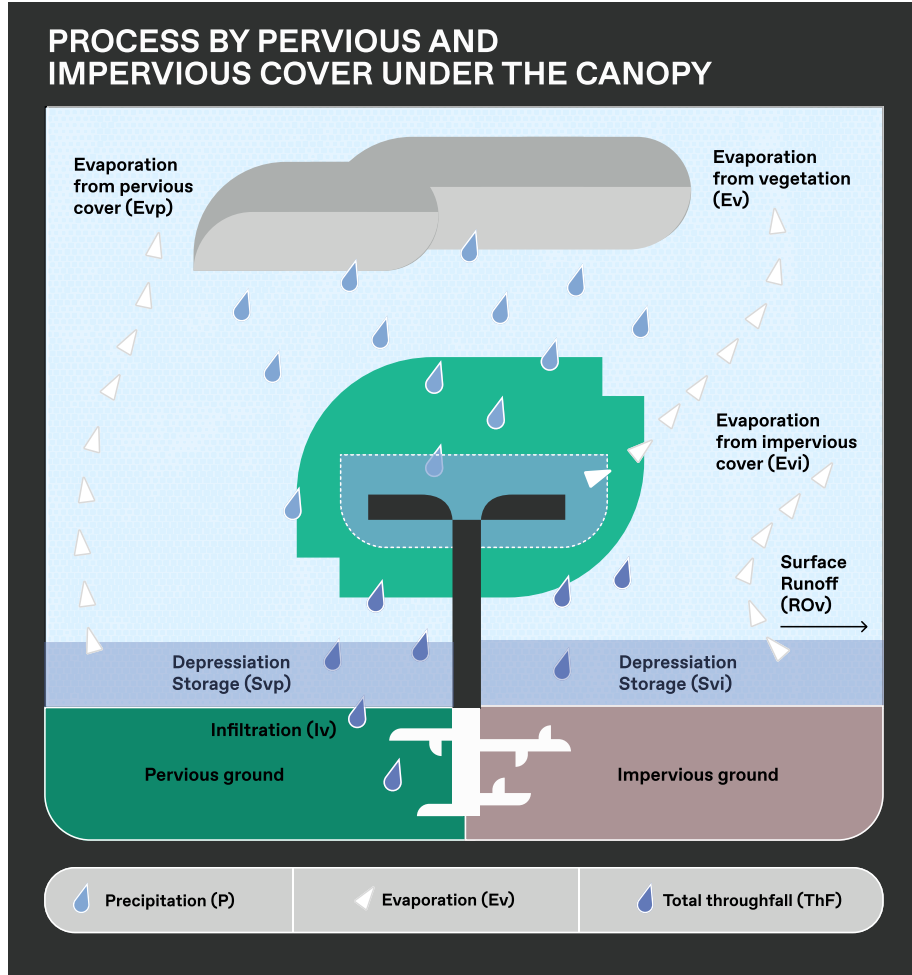 PROCESS BY PERVIOUS AND
IMPERVIOUS COVER UNDER THE CANOPY
Evaporation
from pervious
cover (Evp)
Evaporation
from vegetation
(Ev)
Evaporation
from impervious
cover (Evi)
Surface
Runoff
(ROv)
Depressiation
Storage (Svp)
Depressiation
Storage (Svi)
Infiltration (Iv)
Pervious ground
Impervious ground
Precipitation (P)
Evaporation (Ev)
Total throughfall (ThF)